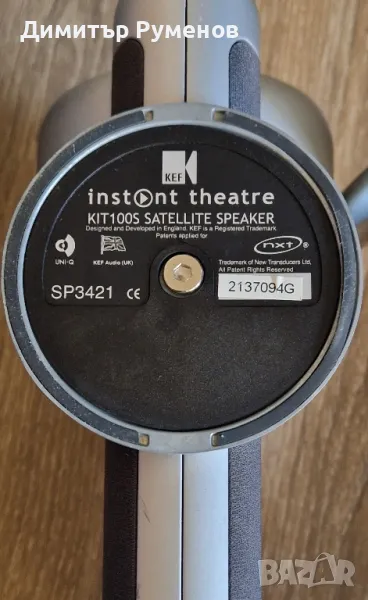 Димитър Руменов
KEF
instant theatre
KIT100S SATELLITE SPEAKER
Designed and Developed in England. KEF is a Registered Trademark
Patents applied for
UNI-Q
KEF Audio (UK)
nxt®
Trademark of New Transducers Ltd,
All Patent Rights Reserved
SP3421 CE
2137094G
BAZAR